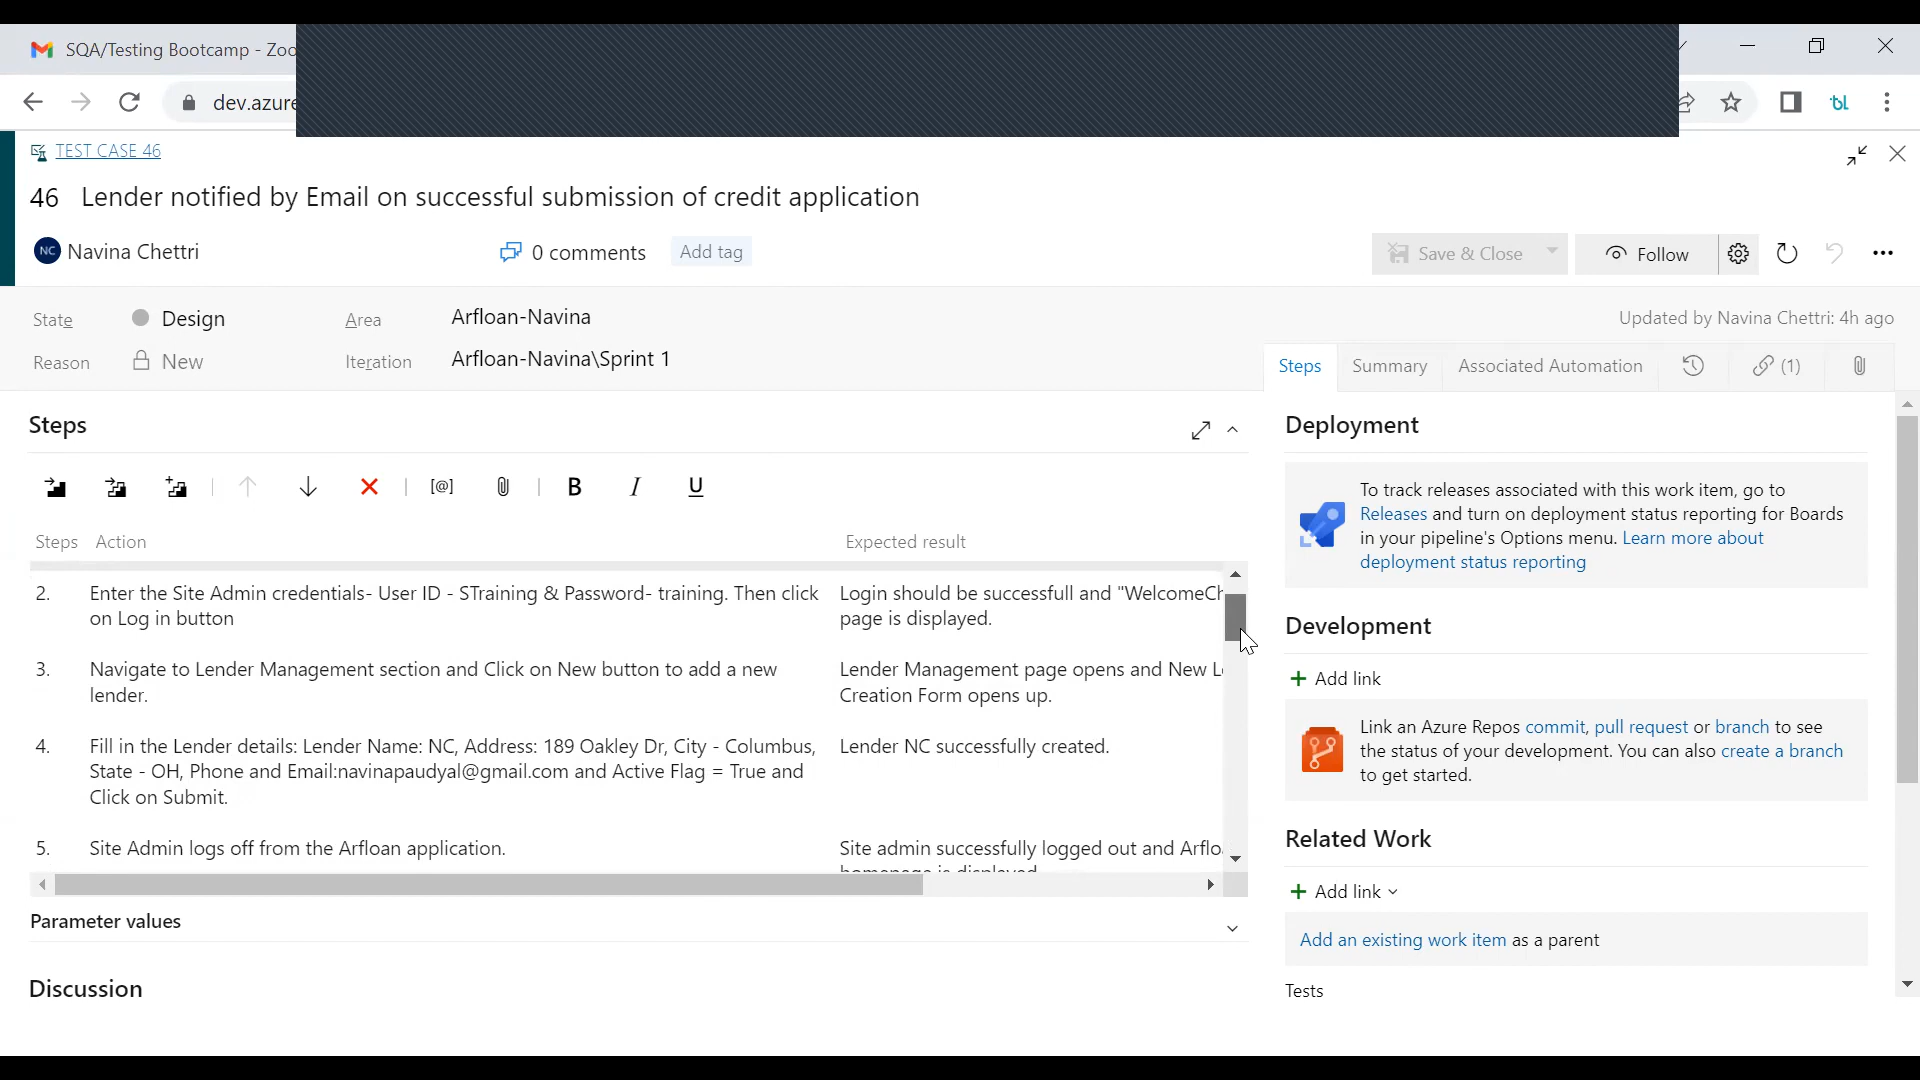 SQA/Testing Bootcamp - Zoo
dev.azure
TEST CASE 46
46 Lender notified by Email on successful submission of credit application
NC Navina Chettri
0 comments
Add tag
Save & Close
Follow
State
Design
Area
Arfloan-Navina
Updated by Navina Chettri: 4h ago
Reason
New
Iteration
Arfloan-Navina\Sprint 1
Steps
Summary
Associated Automation
(1)
Steps
[@]
B
I
U
Steps Action
Expected result
2. Enter the Site Admin credentials- User ID - STraining & Password- training. Then click
on Log in button
Login should be successfull and "WelcomeCh
page is displayed.
3. Navigate to Lender Management section and Click on New button to add a new
lender.
Lender Management page opens and New L
Creation Form opens up.
4. Fill in the Lender details: Lender Name: NC, Address: 189 Oakley Dr, City - Columbus,
State - OH, Phone and Email:navinapaudyal@gmail.com and Active Flag = True and
Click on Submit.
Lender NC successfully created.
5. Site Admin logs off from the Arfloan application.
Site admin successfully logged out and Arflo
homepage is displayed
Parameter values
Discussion
Deployment
To track releases associated with this work item, go to
Releases and turn on deployment status reporting for Boards
in your pipeline's Options menu. Learn more about
deployment status reporting
Development
Add link
Link an Azure Repos commit, pull request or branch to see
the status of your development. You can also create a branch
to get started.
Related Work
Add link
Add an existing work item as a parent
Tests